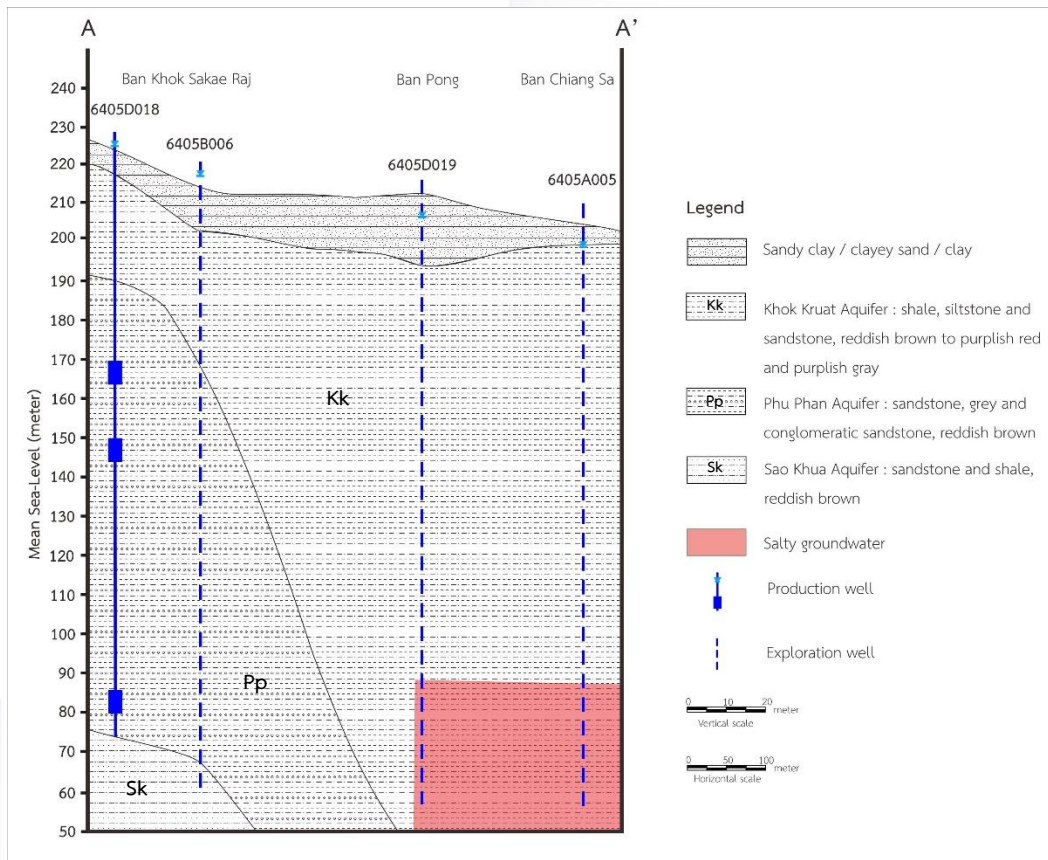 A
A'
Ban Khok Sakae Raj
Ban Pong
Ban Chiang Sa
6405D018
6405B006
6405D019
6405A005
Mean Sea-Level (meter)
240
230
220
210
200
190
180
170
160
150
140
130
120
110
100
90
80
70
60
50
Kk
Pp
Sk
Legend
Sandy clay / clayey sand / clay
Kk
Khok Kruat Aquifer : shale, siltstone and
sandstone, reddish brown to purplish red
and purplish gray
Pp
Phu Phan Aquifer : sandstone, grey and
conglomeratic sandstone, reddish brown
Sk
Sao Khua Aquifer : sandstone and shale,
reddish brown
Salty groundwater
Production well
Exploration well
0 10 20 meter
Vertical scale
0 50 100 meter
Horizontal scale